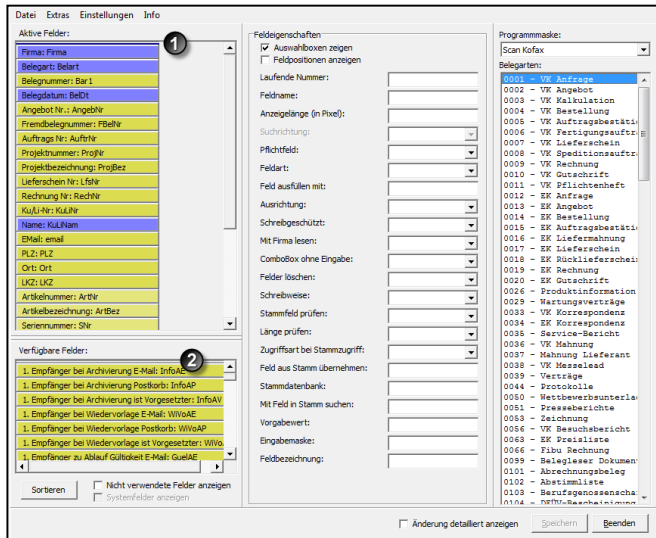 Datei Extras Einstellungen Info
Aktive Felder:
1
Firma: Firma
Belegart: Belart
Belegnummer: Bar1
Belegdatum: BelDt
Angebot Nr.: AngebNr
Fremdbelegnummer: FBelNr
Auftrags Nr: AuftrNr
Projektnummer: ProjNr
Projektbezeichnung: ProjBez
Lieferschein Nr: LfsNr
Rechnung Nr: RechNr
Ku/Li-Nr: KuLiNr
Name: KuLiNam
EMail: email
PLZ: PLZ
Ort: Ort
LKZ: LKZ
Artikelnummer: ArtNr
Artikelbezeichnung: ArtBez
Seriennummer: SNr
Verfügbare Felder:
2
1. Empfänger bei Archivierung E-Mail: InfoAE
1. Empfänger bei Archivierung Postkorb: InfoAP
1. Empfänger bei Archivierung ist Vorgesetzter: InfoAV
1. Empfänger bei Wiedervorlage E-Mail: WiVoAE
1. Empfänger bei Wiedervorlage Postkorb: WiVoAP
1. Empfänger bei Wiedervorlage ist Vorgesetzter: WiVo
1. Empfänger zu Ablauf Gültigkeit E-Mail: GuelAE
Sortieren
Nicht verwendete Felder anzeigen
Systemfelder anzeigen
Feldeigenschaften
Auswahlboxen zeigen
Feldpositionen anzeigen
Laufende Nummer:
Feldname:
Anzeigelänge (in Pixel):
Suchrichtung:
Pflichtfeld:
Feldart:
Feld ausfüllen mit:
Ausrichtung:
Schreibgeschützt:
Mit Firma lesen:
ComboBox ohne Eingabe:
Felder löschen:
Schreibweise:
Stammfeld prüfen:
Länge prüfen:
Zugriffsart bei Stammzugriff:
Feld aus Stamm übernehmen:
Stammdatenbank:
Mit Feld in Stamm suchen:
Vorgabewert:
Eingabemaske:
Feldbezeichnung:
Programmmaske:
Scan Kofax
Belegarten:
0001 - VK Anfrage
0002 - VK Angebot
0003 - VK Kalkulation
0004 - VK Bestellung
0005 - VK Auftragsbestäti
0006 - VK Fertigungsauftr
0007 - VK Lieferschein
0008 - VK Speditionsauftr
0009 - VK Rechnung
0010 - VK Gutschrift
0011 - VK Pflichtenheft
0012 - EK Anfrage
0013 - EK Angebot
0014 - EK Bestellung
0015 - EK Auftragsbestäti
0016 - EK Liefermahnung
0017 - EK Lieferschein
0018 - EK Rücklieferschei
0019 - EK Rechnung
0020 - EK Gutschrift
0026 - Produktinformation
0029 - Wartungsverträge
0033 - VK Korrespondenz
0034 - EK Korrespondenz
0035 - Service-Bericht
0036 - VK Mahnung
0037 - Mahnung Lieferant
0038 - VK Messelead
0039 - Verträge
0044 - Protokolle
0050 - Wettbewerbsunterla
0051 - Presseberichte
0053 - Zeichnung
0056 - VK Besuchsbericht
0063 - EK Preisliste
0066 - Fibu Rechnung
0099 - Belegleser Dokumen
0101 - Abrechnungsbeleg
0102 - Abstimmliste
0103 - Berufsgenossenscha
0104 - DEÜV-Bescheinigung
Änderung detailliert anzeigen
Speichern
Beenden